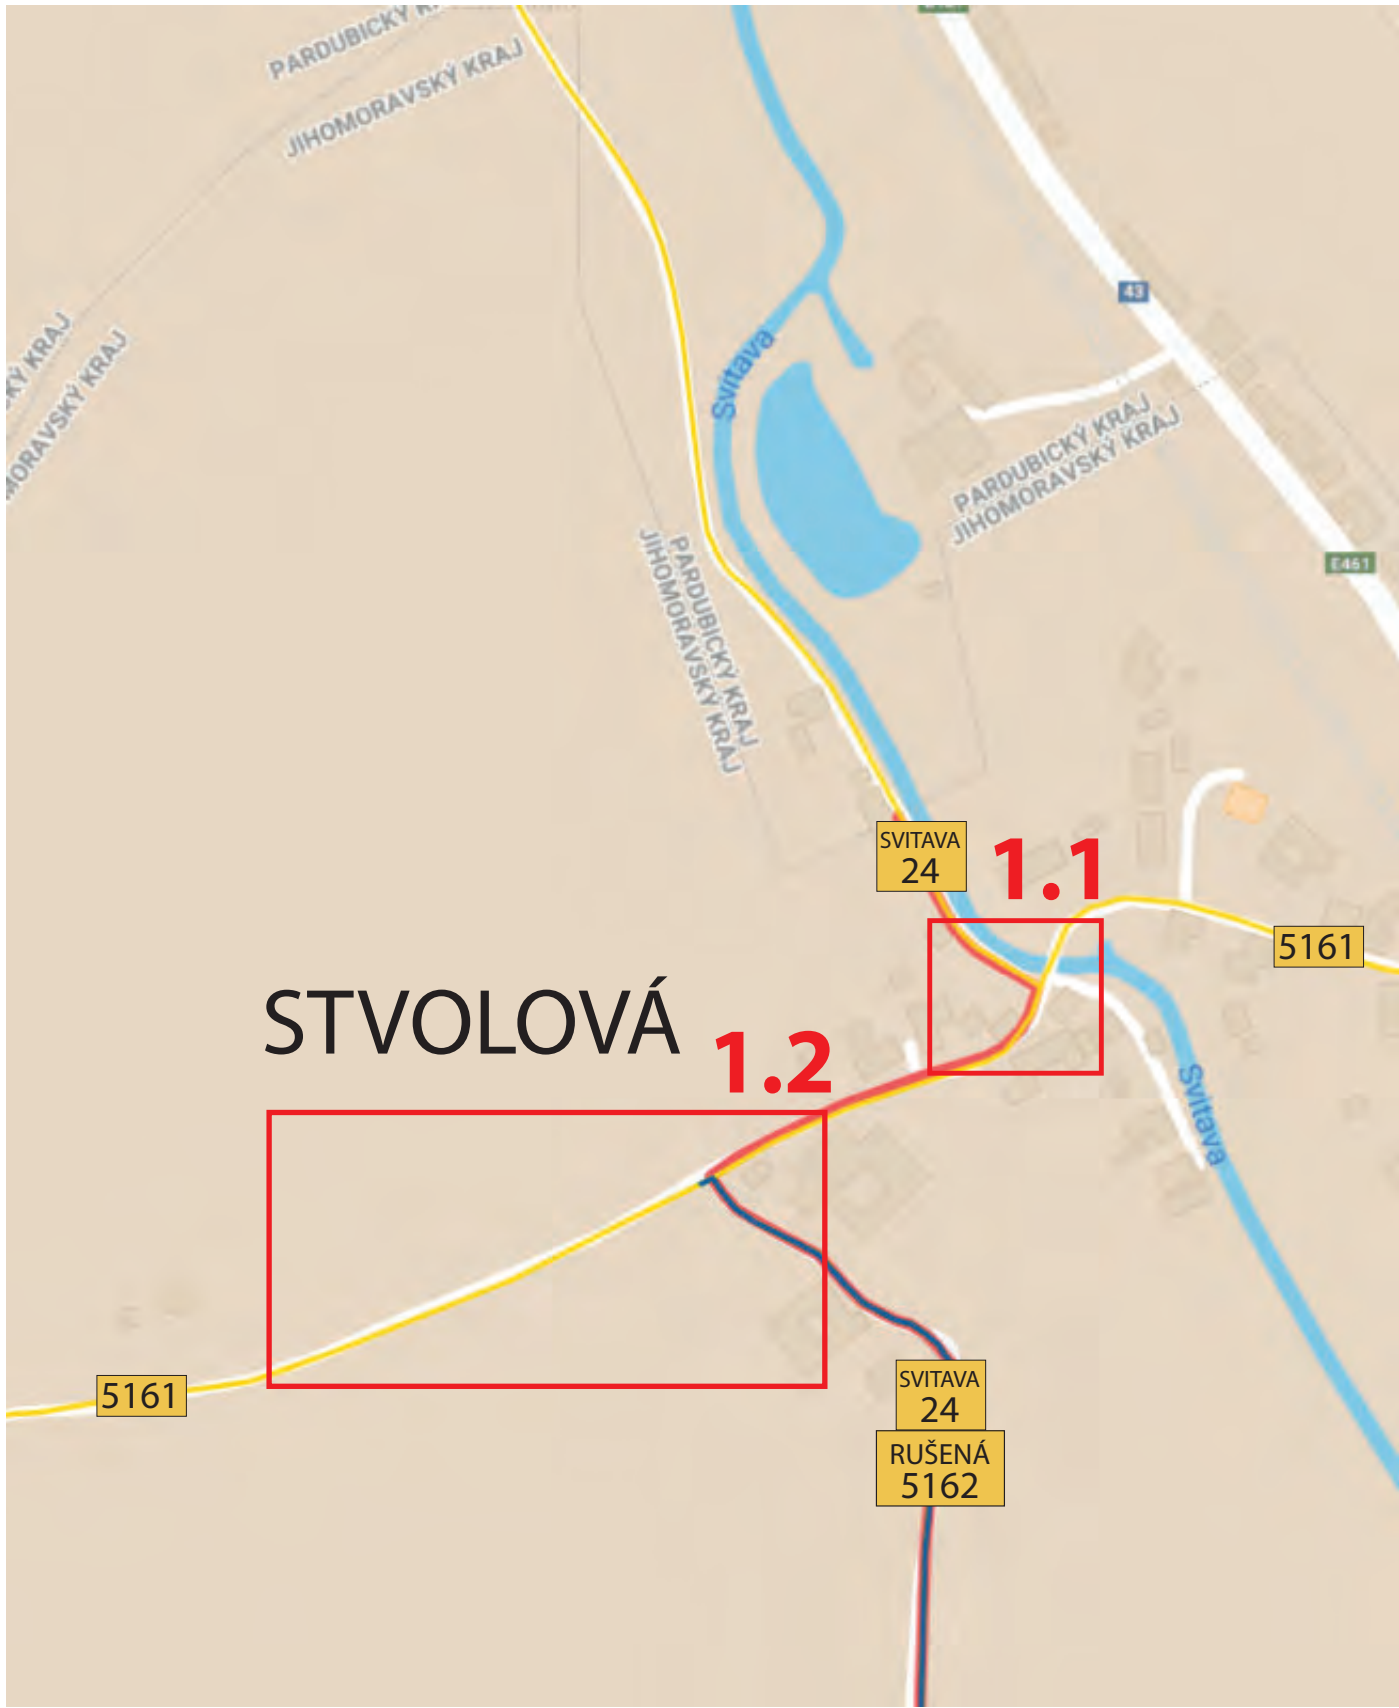 PARDUBICKÝ
JIHOMORAVSKÝ KRAJ
43
KRAJ
MORAVSKÝ KRAJ
Svitava
PARDUBICKÝ KRAJ
JIHOMORAVSKÝ KRAJ
E461
PARDUBICKÝ KRAJ
JIHOMORAVSKÝ KRAJ
SVITAVA
24
1.1
5161
STVOLOVÁ
1.2
Svitava
5161
SVITAVA
24
RUŠENÁ
5162